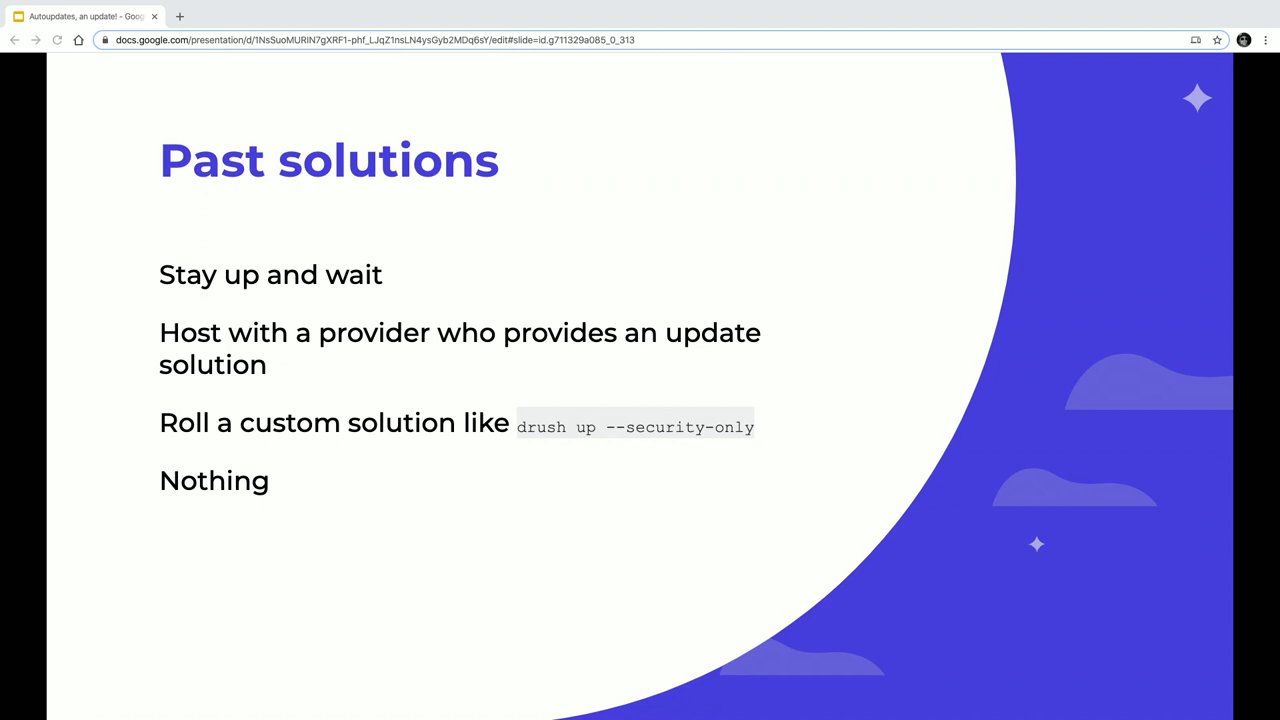 Autoupdates, an update! - Goog
docs.google.com/presentation/d/1NsSuoMURIN7gXRF1-phf_LJqZ1nsLN4ysGyb2MDq6sY/edit#slide=id.g711329a085_0_313
Past solutions
Stay up and wait
Host with a provider who provides an update
solution
Roll a custom solution like drush up --security-only
Nothing